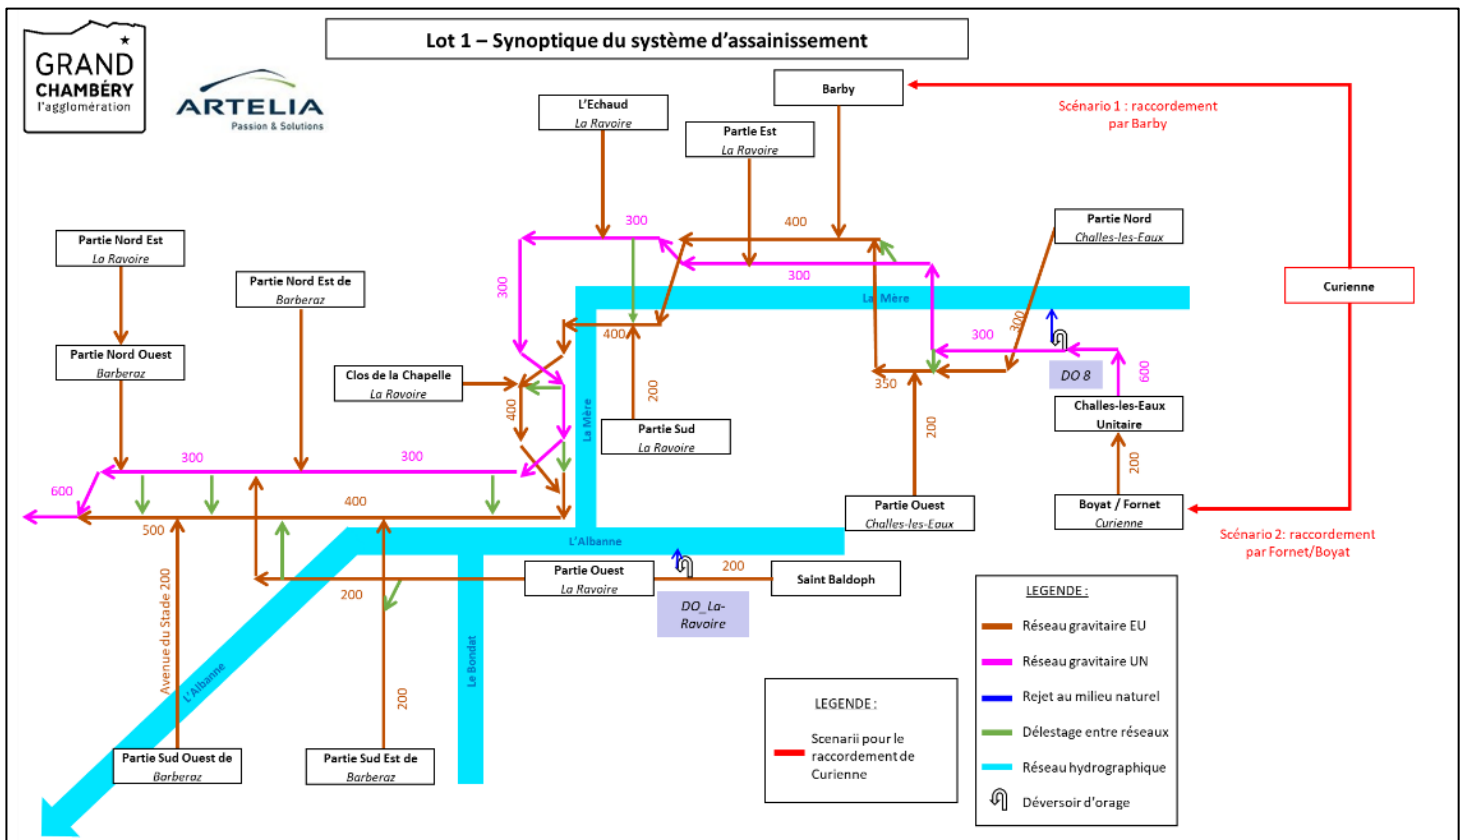 GRAND
CHAMBÉRY
l'agglomération
ARTELIA
Passion & Solutions
Lot 1 – Synoptique du système d'assainissement
Barby
Scénario 1 : raccordement
par Barby
L'Echaud
La Ravoire
Partie Est
La Ravoire
Partie Nord
Challes-les-Eaux
300
400
300
Partie Nord Est
La Ravoire
Partie Nord Est de
Barberaz
300
La Mère
Curienne
300
400
300
Partie Nord Ouest
Barberaz
Clos de la Chapelle
La Ravoire
400
200
350
DO 8
600
La Mère
Challes-les-Eaux
Unitaire
Partie Sud
La Ravoire
200
200
300
300
600
400
500
Partie Ouest
Challes-les-Eaux
Boyat / Fornet
Curienne
Scénario 2: raccordement
par Fornet/Boyat
L'Albanne
200
Partie Ouest
La Ravoire
200
Saint Baldoph
DO_La-
Ravoire
Avenue du Stade 200
L'Albanne
Le Bondat
200
Partie Sud Ouest de
Barberaz
Partie Sud Est de
Barberaz
LEGENDE :
Scenarii pour le
raccordement de
Curienne
LEGENDE :
Réseau gravitaire EU
Réseau gravitaire UN
Rejet au milieu naturel
Délestage entre réseaux
Réseau hydrographique
Déversoir d'orage